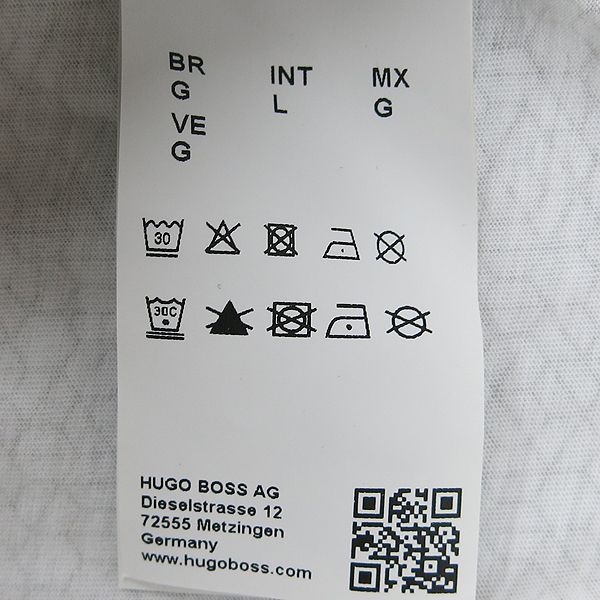 BR INT MX
G L G
VE
G
30
30C
HUGO BOSS AG
Dieselstrasse 12
72555 Metzingen
Germany
www.hugoboss.com